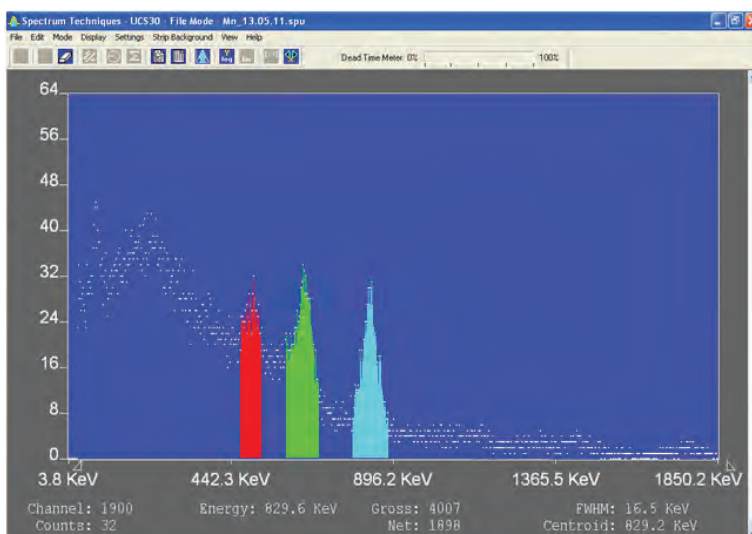 Spectrum Techniques - UCS30 - File Mode - Mn_13.05.11.spu
File Edit Mode Display Settings Strip Background View Help
Dead Time Meter 0% 100%
64
56
48
40
32
24
16
8
0
3.8 KeV 442.3 KeV 896.2 KeV 1365.5 KeV 1850.2 KeV
Channel: 1900 Energy: 829.6 KeV Gross: 4007 FWHM: 16.5 KeV
Counts: 32 Net: 1898 Centroid: 829.2 KeV